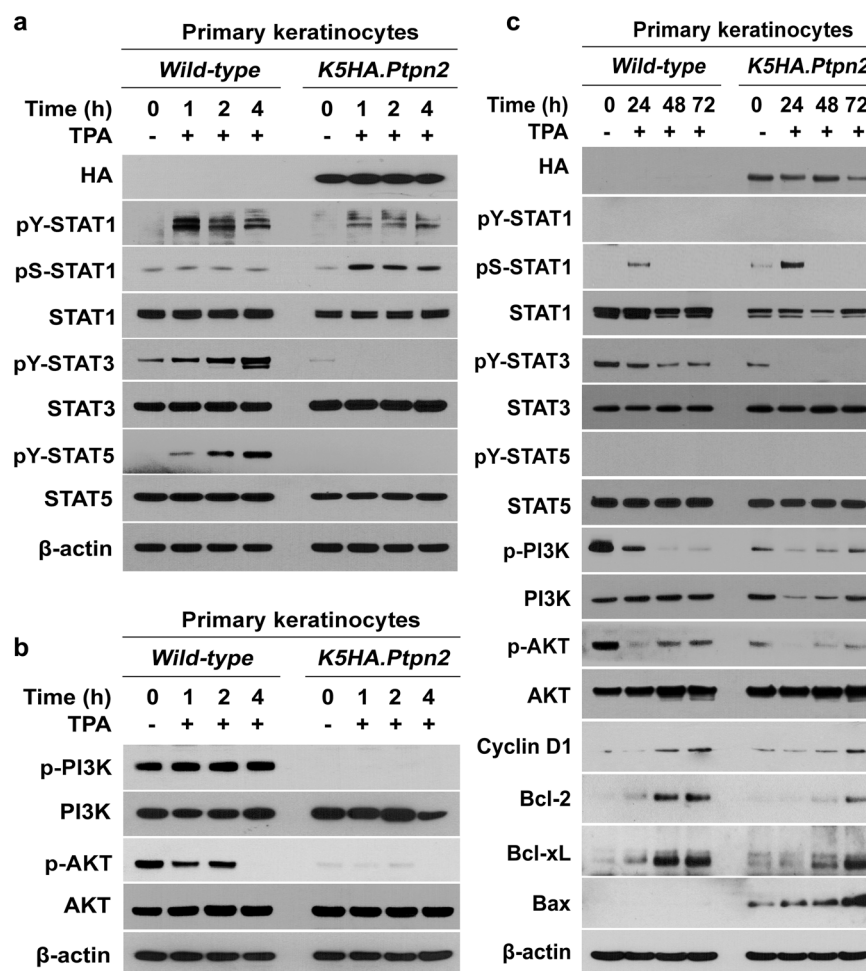 a
Primary keratinocytes
Wild-type K5HA.Ptpn2
Time (h) 0 1 2 4 0 1 2 4
TPA - + + + - + + +
HA
pY-STAT1
pS-STAT1
STAT1
pY-STAT3
STAT3
pY-STAT5
STAT5
β-actin
b
Primary keratinocytes
Wild-type K5HA.Ptpn2
Time (h) 0 1 2 4 0 1 2 4
TPA - + + + - + + +
p-PI3K
PI3K
p-AKT
AKT
β-actin
c
Primary keratinocytes
Wild-type K5HA.Ptpn2
Time (h) 0 24 48 72 0 24 48 72
TPA - + + + - + + +
HA
pY-STAT1
pS-STAT1
STAT1
pY-STAT3
STAT3
pY-STAT5
STAT5
p-PI3K
PI3K
p-AKT
AKT
Cyclin D1
Bcl-2
Bcl-xL
Bax
β-actin